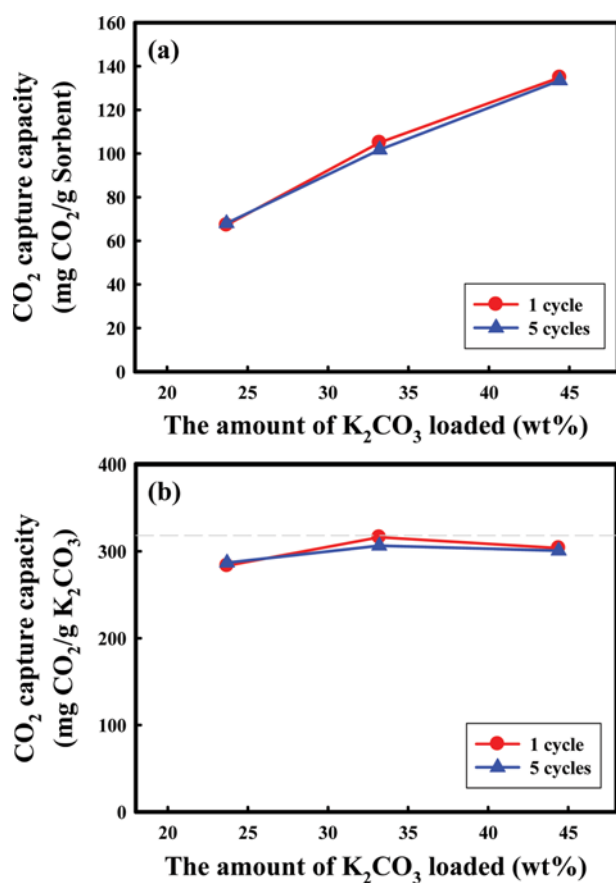 (a)
160
140
120
100
80
60
40
20
0
CO₂ capture capacity
(mg CO₂/g Sorbent)
1 cycle
5 cycles
20 25 30 35 40 45
The amount of K₂CO₃ loaded (wt%)
(b)
400
300
200
100
0
CO₂ capture capacity
(mg CO₂/g K₂CO₃)
1 cycle
5 cycles
20 25 30 35 40 45
The amount of K₂CO₃ loaded (wt%)